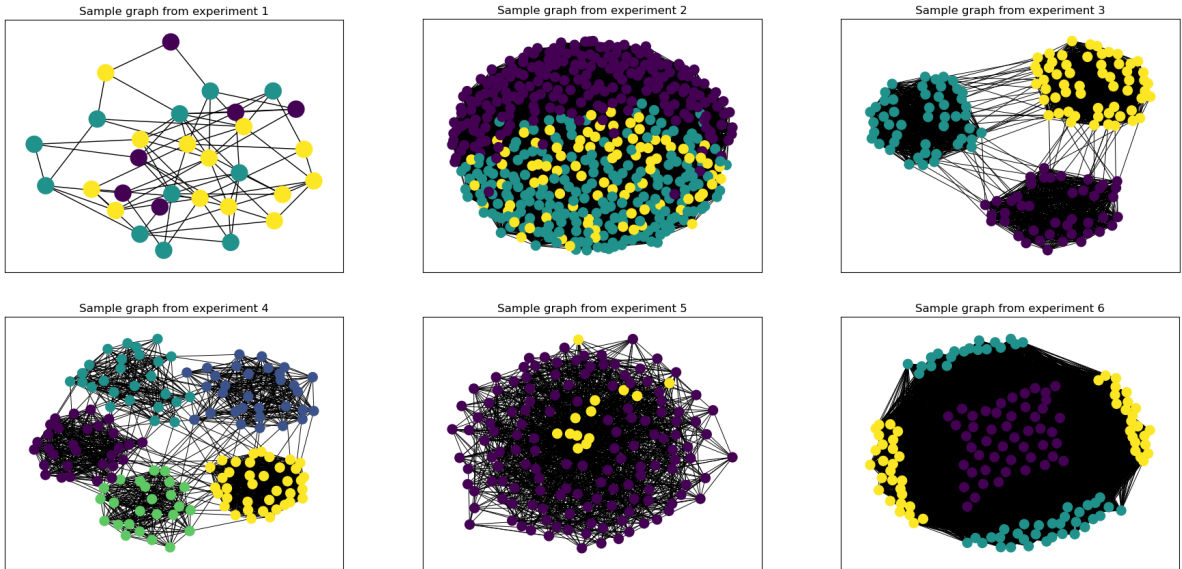 Sample graph from experiment 1
Sample graph from experiment 2
Sample graph from experiment 3
Sample graph from experiment 4
Sample graph from experiment 5
Sample graph from experiment 6